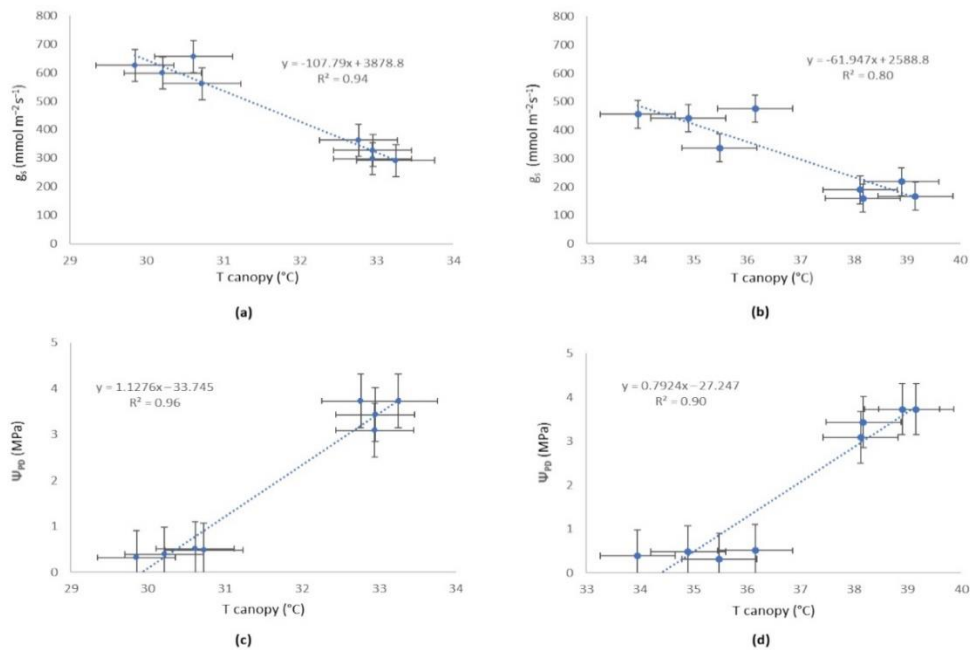 800
700
600
500
400
300
200
100
0
gs (mmol m⁻²s⁻¹)
y = -107.79x + 3878.8
R² = 0.94
29 30 31 32 33 34
T canopy (°C)
(a)
800
700
600
500
400
300
200
100
0
gs (mmol m⁻²s⁻¹)
y = -61.947x + 2588.8
R² = 0.80
33 34 35 36 37 38 39 40
T canopy (°C)
(b)
5
4
3
2
1
0
Ψ_PD (MPa)
y = 1.1276x − 33.745
R² = 0.96
29 30 31 32 33 34
T canopy (°C)
(c)
5
4
3
2
1
0
Ψ_PD (MPa)
y = 0.7924x − 27.247
R² = 0.90
33 34 35 36 37 38 39 40
T canopy (°C)
(d)